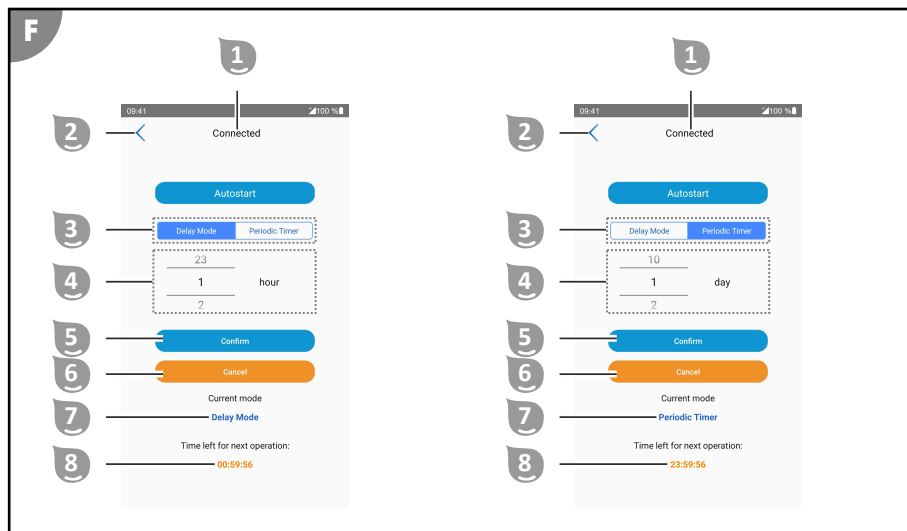 F
1
09:41 100 %
2 Connected
Autostart
3 Delay Mode Periodic Timer
23
4 1 hour
2
5 Confirm
6 Cancel
Current mode
7 Delay Mode
Time left for next operation:
8 00:59:56
1
09:41 100 %
2 Connected
Autostart
3 Delay Mode Periodic Timer
10
4 1 day
2
5 Confirm
6 Cancel
Current mode
7 Periodic Timer
Time left for next operation:
8 23:59:56